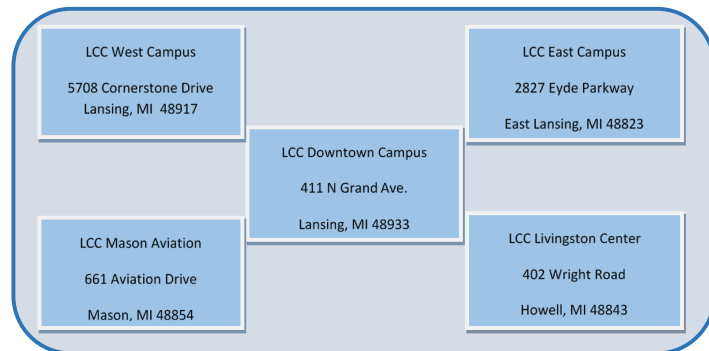 LCC West Campus
5708 Cornerstone Drive
Lansing, MI  48917
LCC East Campus
2827 Eyde Parkway
East Lansing, MI 48823
LCC Downtown Campus
411 N Grand Ave.
Lansing, MI 48933
LCC Mason Aviation
661 Aviation Drive
Mason, MI 48854
LCC Livingston Center
402 Wright Road
Howell, MI 48843